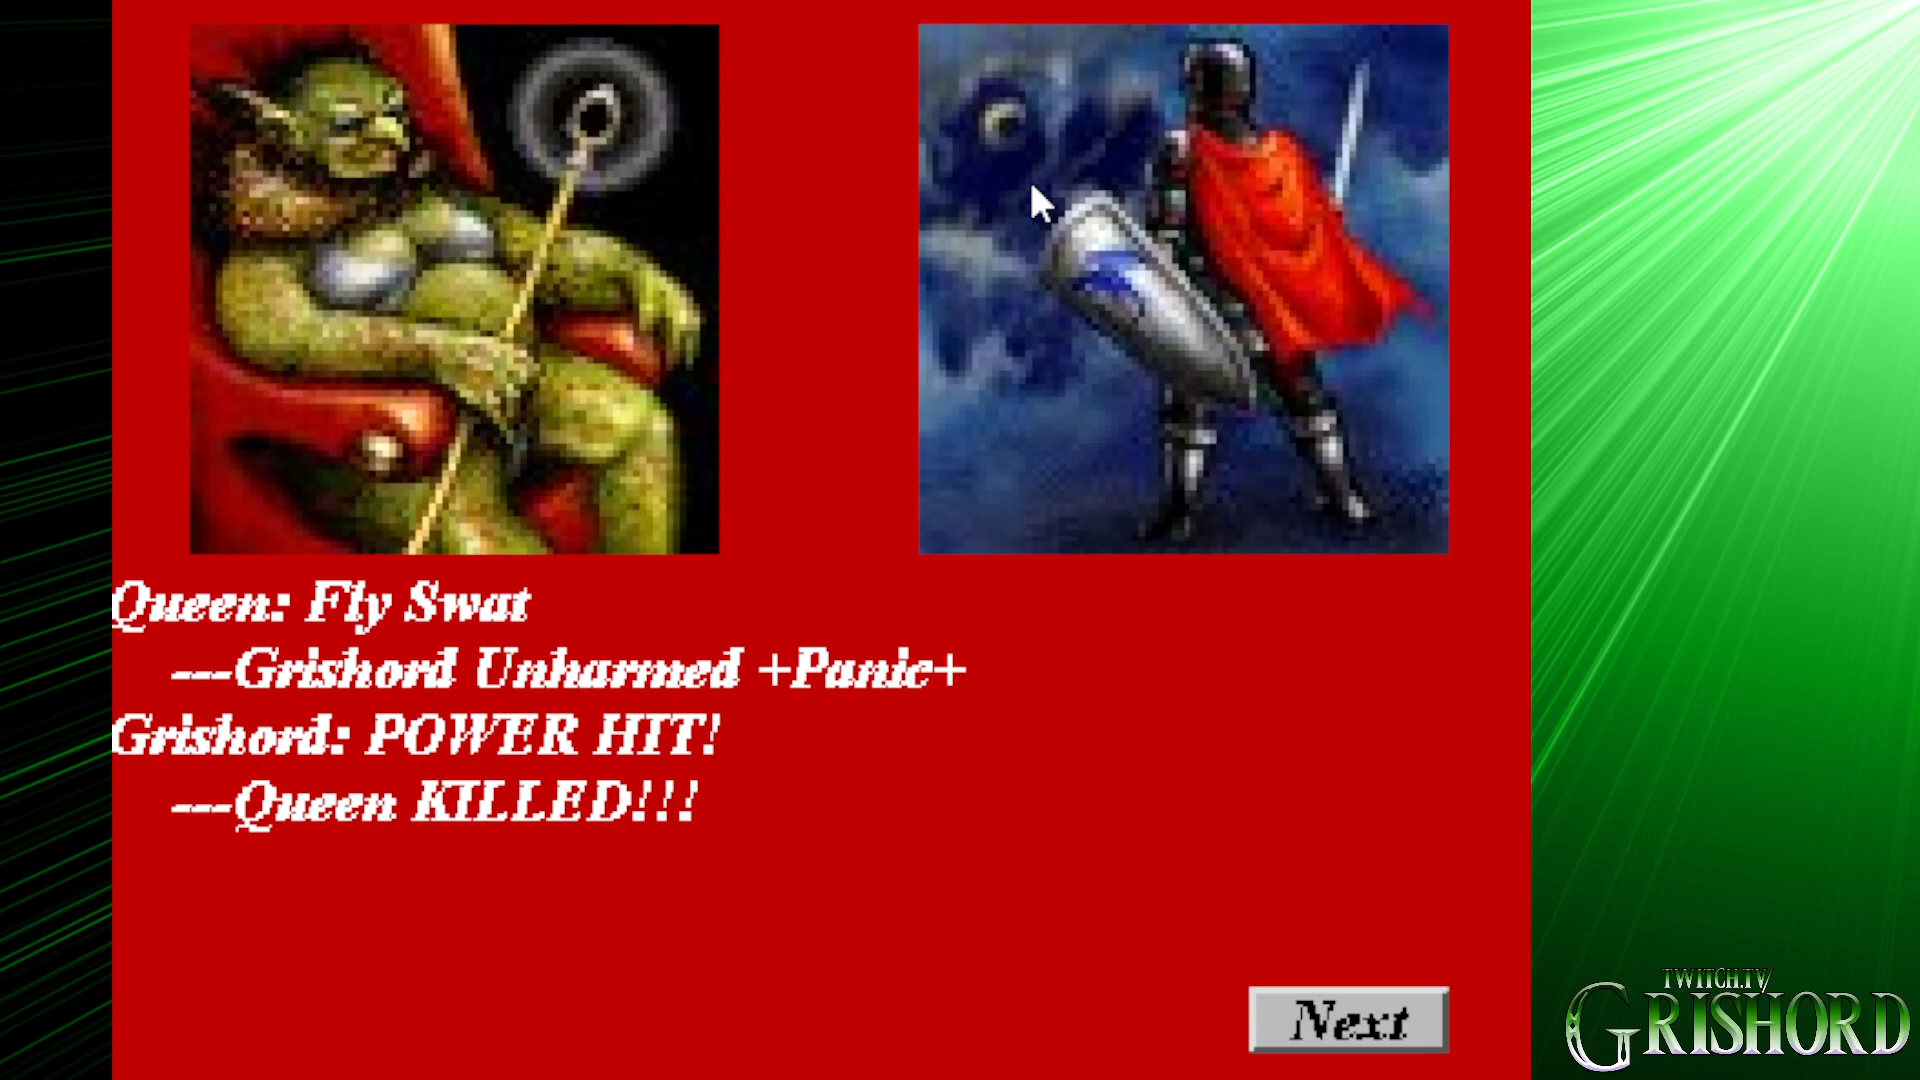 Queen: Fly Swat
---Grishord Unharmed +Panic+
Grishord: POWER HIT!
---Queen KILLED!!!
Next
TWITCH.TV/
GRISHORD